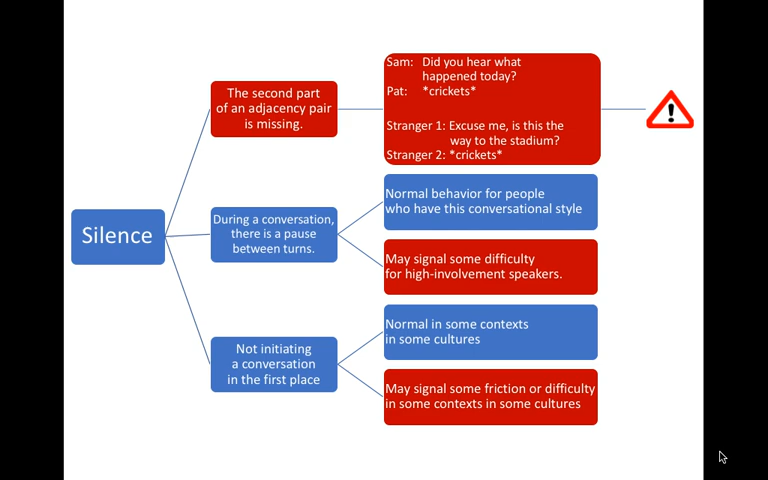 Silence
The second part
of an adjacency pair
is missing.
Sam: Did you hear what
happened today?
Pat: *crickets*
Stranger 1: Excuse me, is this the
way to the stadium?
Stranger 2: *crickets*
!
During a conversation,
there is a pause
between turns.
Normal behavior for people
who have this conversational style
May signal some difficulty
for high-involvement speakers.
Not initiating
a conversation
in the first place
Normal in some contexts
in some cultures
May signal some friction or difficulty
in some contexts in some cultures